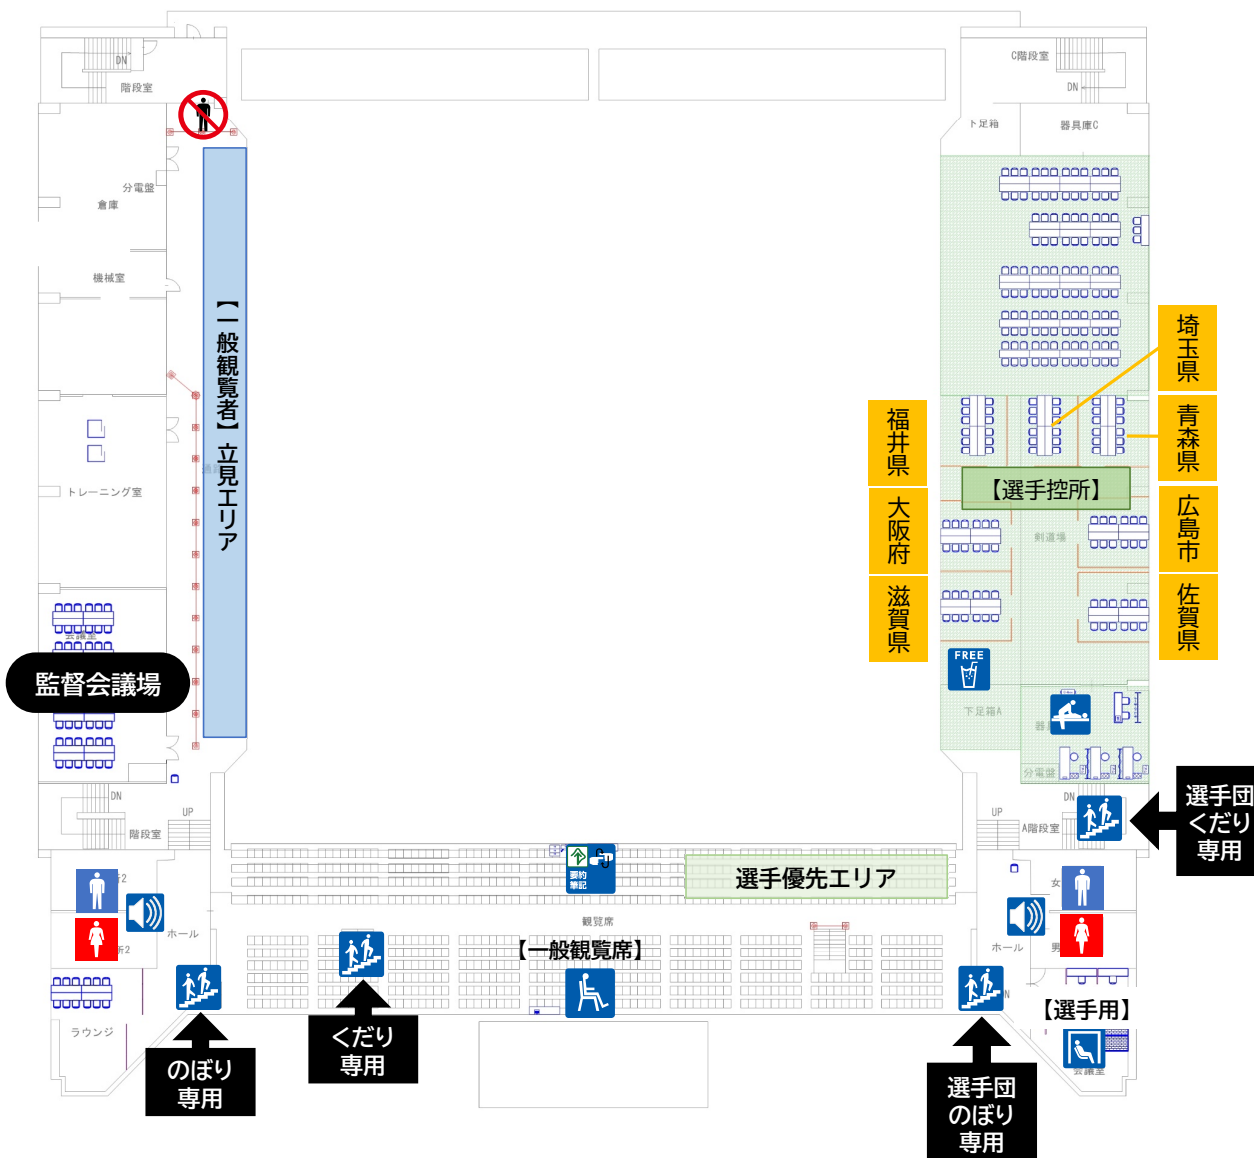 DN
階段室
C階段室
DN
下足箱
器具庫C
分電盤
倉庫
機械室
【一般観覧者】立見エリア
埼玉県
青森県
福井県
【選手控所】
大阪府
広島市
剣道場
滋賀県
佐賀県
トレーニング室
会議室
監督会議場
FREE
下足箱A
分電盤
DN
UP
階段室
UP
DN
A階段室
選手団
くだり
専用
要約
筆記
選手優先エリア
観覧席
【一般観覧席】
ホール
ホール
女
男
ラウンジ
【選手用】
会議室
のぼり
専用
くだり
専用
選手団
のぼり
専用